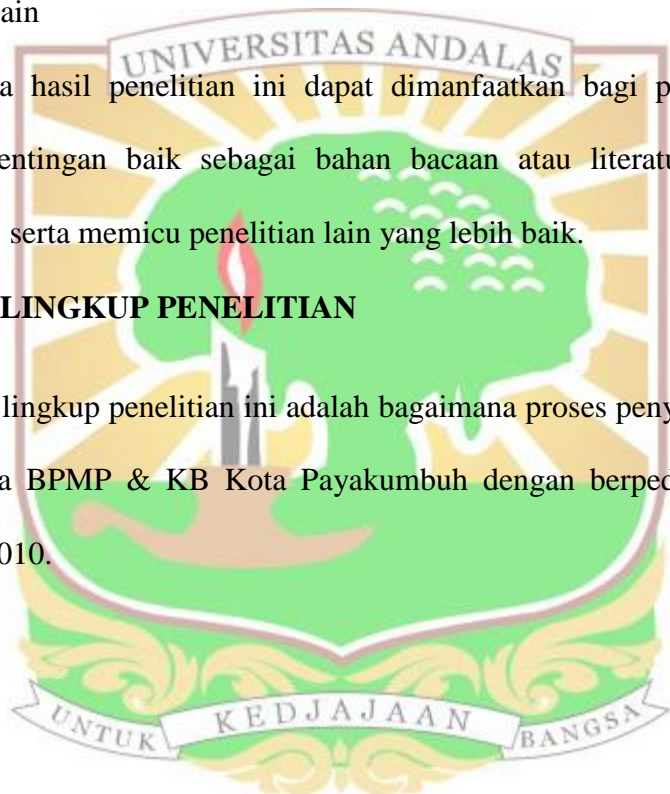 ain
UNIVERSITAS ANDALAS
a hasil penelitian ini dapat dimanfaatkan bagi p
entingan baik sebagai bahan bacaan atau literatu
serta memicu penelitian lain yang lebih baik.
LINGKUP PENELITIAN
lingkup penelitian ini adalah bagaimana proses peny
a BPMP & KB Kota Payakumbuh dengan berped
010.
UNTUK KEDJAJAAN BANGSA